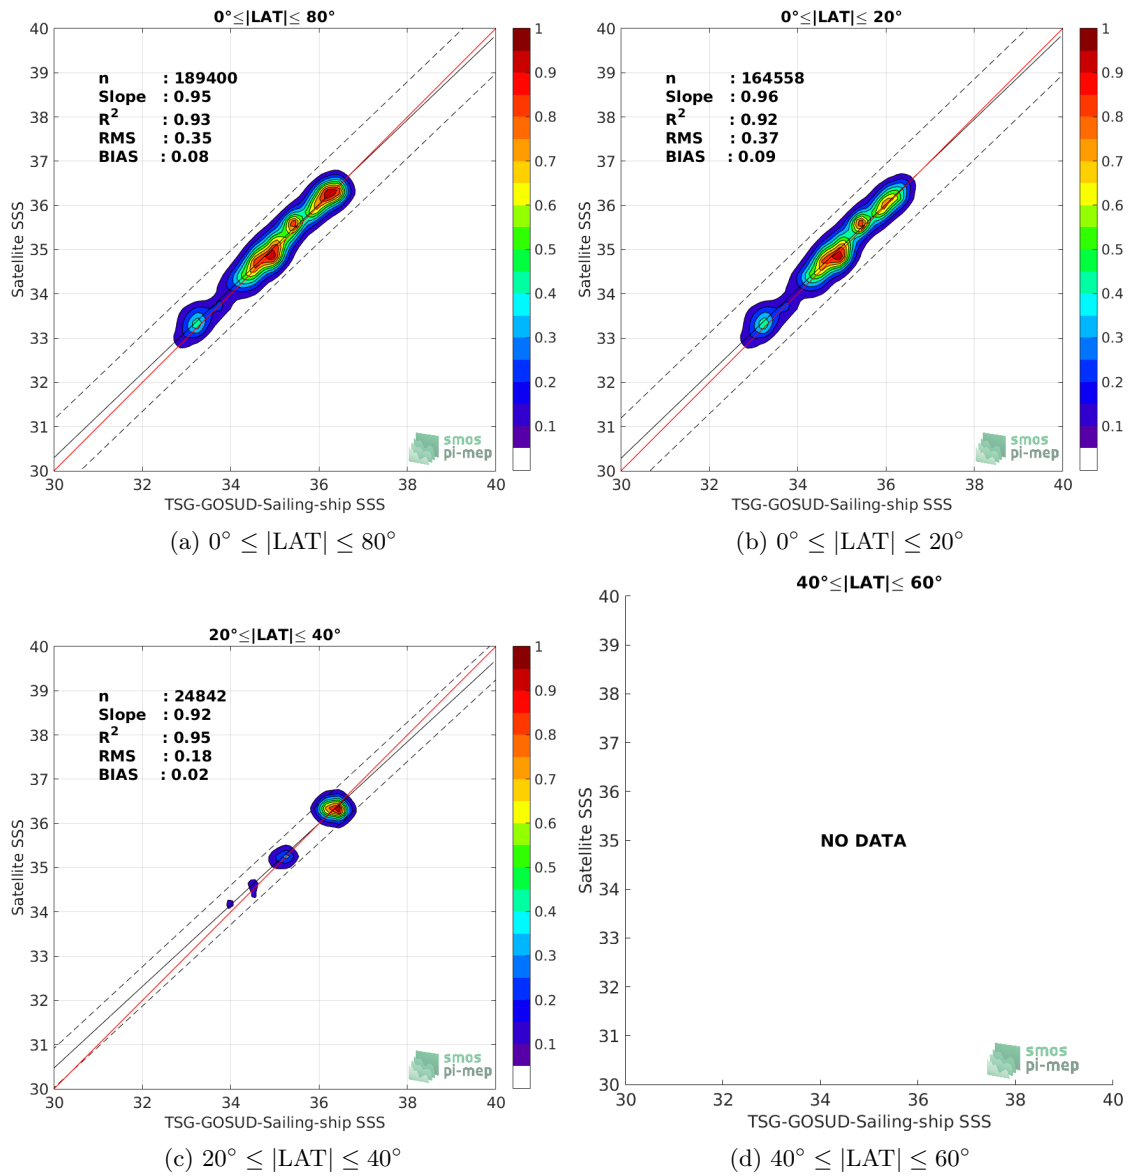 0°≤|LAT|≤ 80°
40
39
38
37
36
35
34
33
32
31
30
Satellite SSS
n : 189400
Slope : 0.95
R2 : 0.93
RMS : 0.35
BIAS : 0.08
1
0.9
0.8
0.7
0.6
0.5
0.4
0.3
0.2
0.1
smos
pi-mep
30 32 34 36 38 40
TSG-GOSUD-Sailing-ship SSS
(a) 0° ≤ |LAT| ≤ 80°
0°≤|LAT|≤ 20°
40
39
38
37
36
35
34
33
32
31
30
Satellite SSS
n : 164558
Slope : 0.96
R2 : 0.92
RMS : 0.37
BIAS : 0.09
1
0.9
0.8
0.7
0.6
0.5
0.4
0.3
0.2
0.1
smos
pi-mep
30 32 34 36 38 40
TSG-GOSUD-Sailing-ship SSS
(b) 0° ≤ |LAT| ≤ 20°
20°≤|LAT|≤ 40°
40
39
38
37
36
35
34
33
32
31
30
Satellite SSS
n : 24842
Slope : 0.92
R2 : 0.95
RMS : 0.18
BIAS : 0.02
1
0.9
0.8
0.7
0.6
0.5
0.4
0.3
0.2
0.1
smos
pi-mep
30 32 34 36 38 40
TSG-GOSUD-Sailing-ship SSS
(c) 20° ≤ |LAT| ≤ 40°
40°≤|LAT|≤ 60°
40
39
38
37
36
35
34
33
32
31
30
Satellite SSS
NO DATA
smos
pi-mep
30 32 34 36 38 40
TSG-GOSUD-Sailing-ship SSS
(d) 40° ≤ |LAT| ≤ 60°